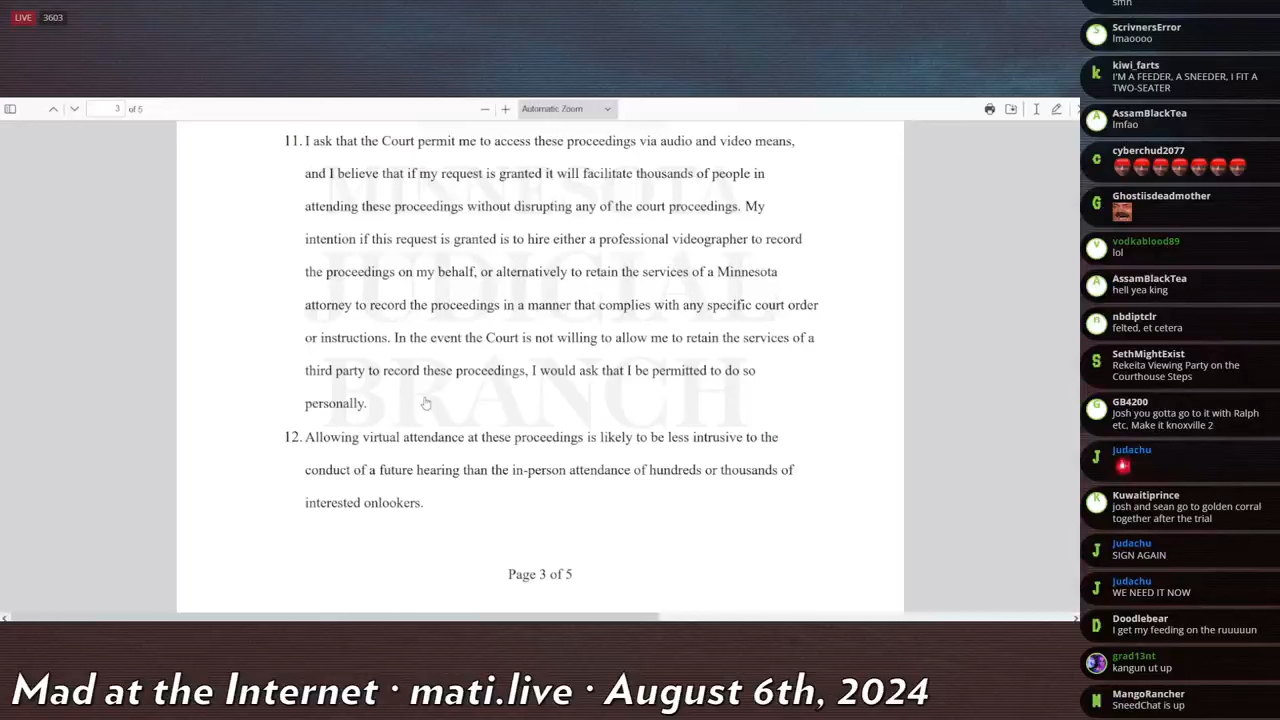 LIVE 3603
3 of 5
Automatic Zoom
11. I ask that the Court permit me to access these proceedings via audio and video means,
and I believe that if my request is granted it will facilitate thousands of people in
attending these proceedings without disrupting any of the court proceedings. My
intention if this request is granted is to hire either a professional videographer to record
the proceedings on my behalf, or alternatively to retain the services of a Minnesota
attorney to record the proceedings in a manner that complies with any specific court order
or instructions. In the event the Court is not willing to allow me to retain the services of a
third party to record these proceedings, I would ask that I be permitted to do so
personally.
12. Allowing virtual attendance at these proceedings is likely to be less intrusive to the
conduct of a future hearing than the in-person attendance of hundreds or thousands of
interested onlookers.
Page 3 of 5
MINNESOTA
JUDICIAL
BRANCH
smh
ScrivnersError
lmaoooo
kiwi_farts
I'M A FEEDER, A SNEEDER, I FIT A
TWO-SEATER
AssamBlackTea
lmfao
cyberchud2077
Ghostiisdeadmother
vodkablood89
lol
AssamBlackTea
hell yea king
nbdiptclr
felted, et cetera
SethMightExist
Rekeita Viewing Party on the
Courthouse Steps
GB4200
Josh you gotta go to it with Ralph
etc, Make it knoxville 2
Judachu
Kuwaitiprince
josh and sean go to golden corral
together after the trial
Judachu
SIGN AGAIN
Judachu
WE NEED IT NOW
Doodlebear
I get my feeding on the ruuuuun
grad13nt
kangun ut up
MangoRancher
SneedChat is up
Mad at the Internet · mati.live · August 6th, 2024